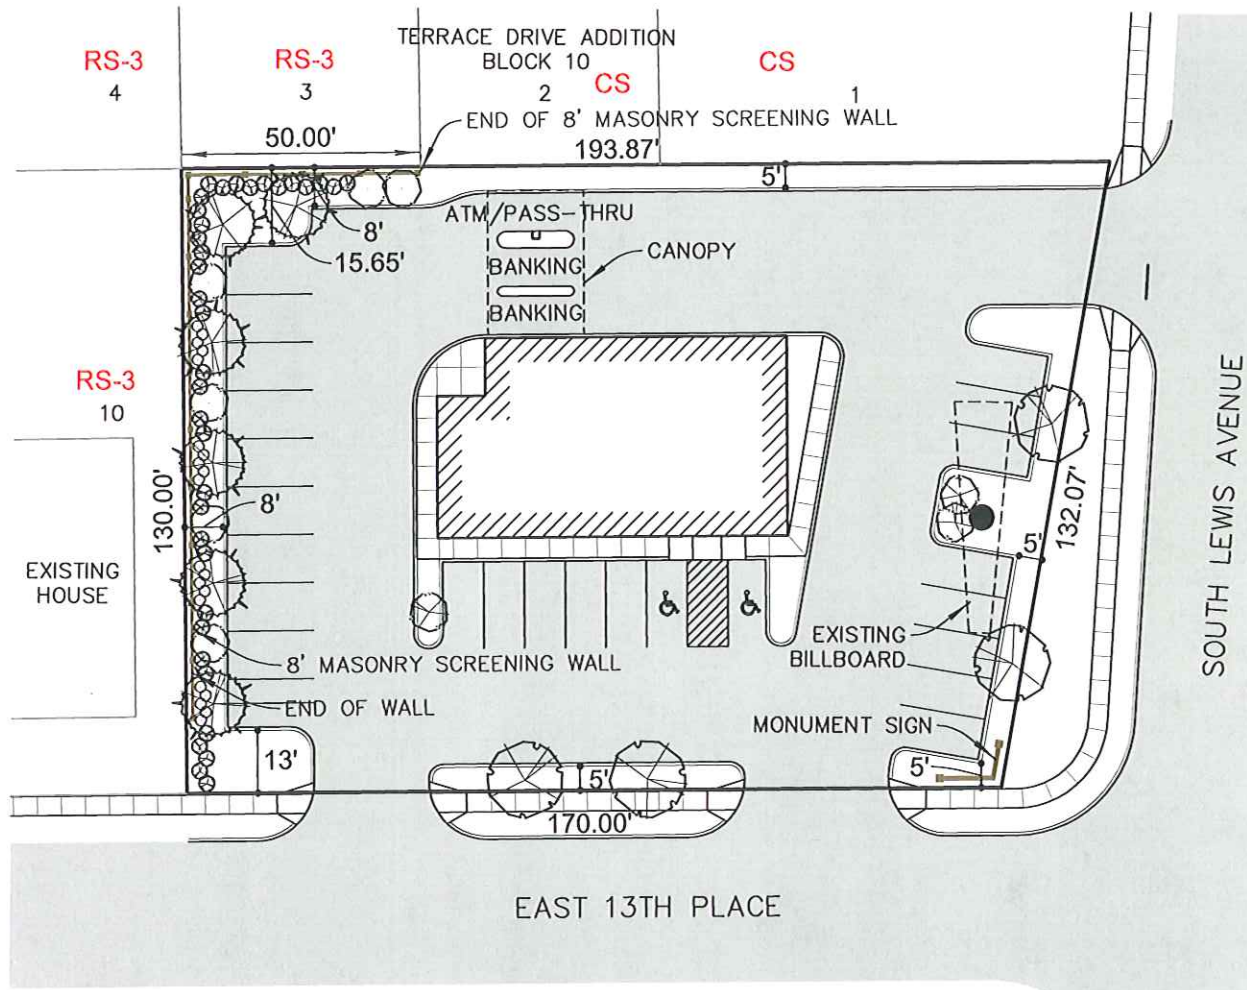 TERRACE DRIVE ADDITION
BLOCK 10
RS-3
4
RS-3
3
CS
2
CS
1
END OF 8' MASONRY SCREENING WALL
50.00'
193.87'
5'
ATM/PASS-THRU
8'
15.65'
CANOPY
BANKING
BANKING
RS-3
10
130.00'
8'
132.07'
5'
SOUTH LEWIS AVENUE
EXISTING
HOUSE
EXISTING
BILLBOARD
8' MASONRY SCREENING WALL
END OF WALL
MONUMENT SIGN
13'
5'
5'
170.00'
EAST 13TH PLACE